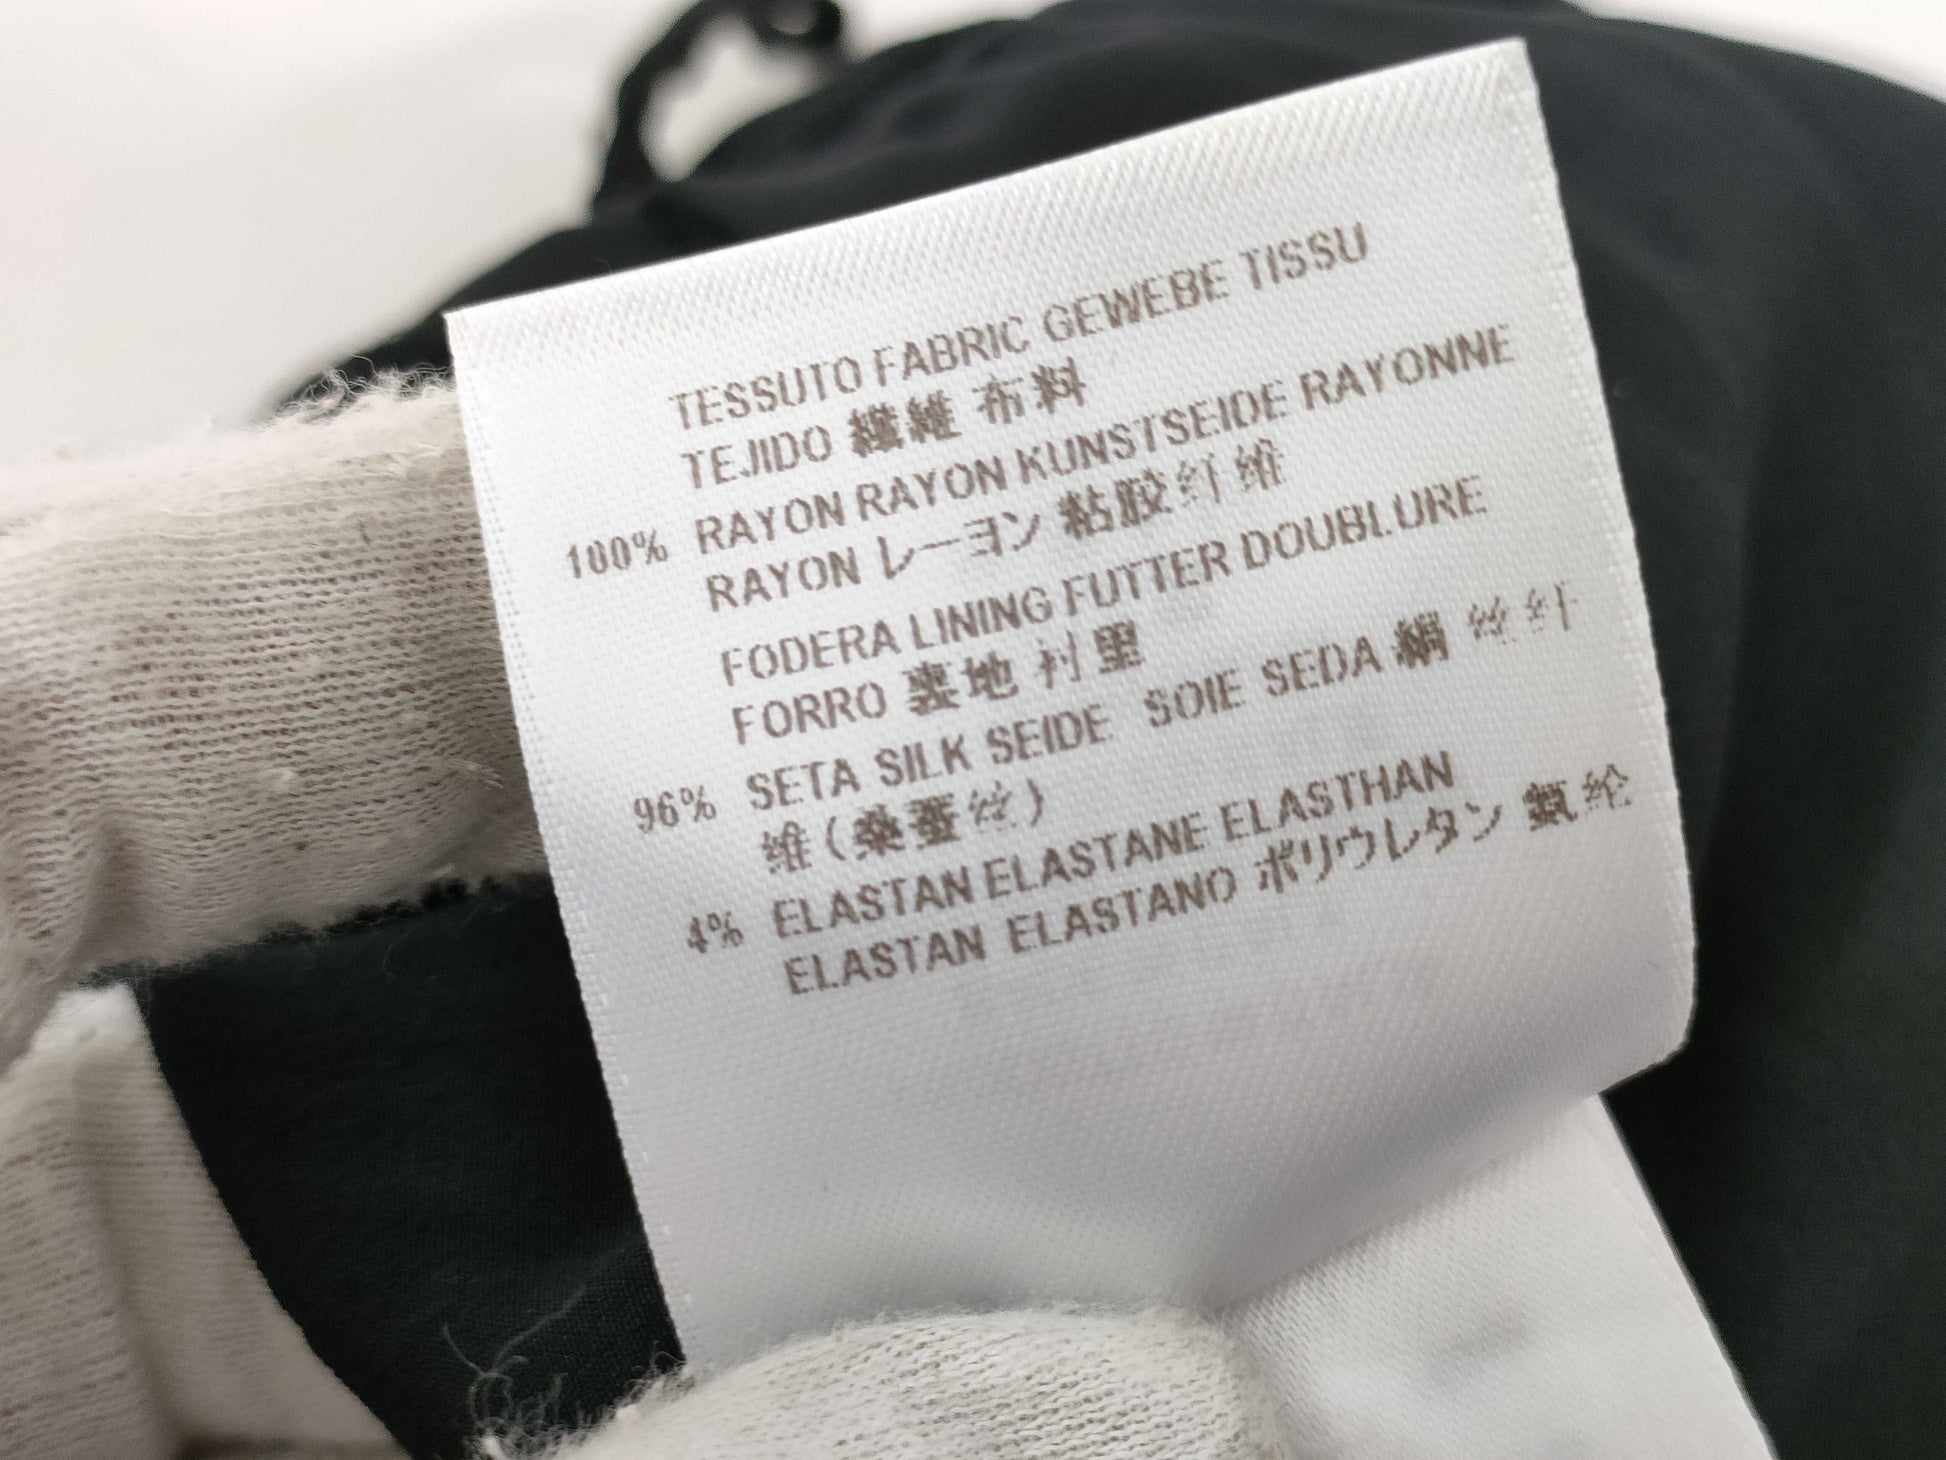 TESSUTO FABRIC GEWEBE TISSU
TEJIDO 繊維 布料
100% RAYON RAYON KUNSTSEIDE RAYONNE
RAYON レーヨン 粘胶纤维
FODERA LINING FUTTER DOUBLURE
FORRO 裏地 衬里
96% SETA SILK SEIDE SOIE SEDA 絹 丝纤
维(桑蚕丝)
4% ELASTAN ELASTANE ELASTHAN
ELASTAN ELASTANO ポリウレタン 氨纶